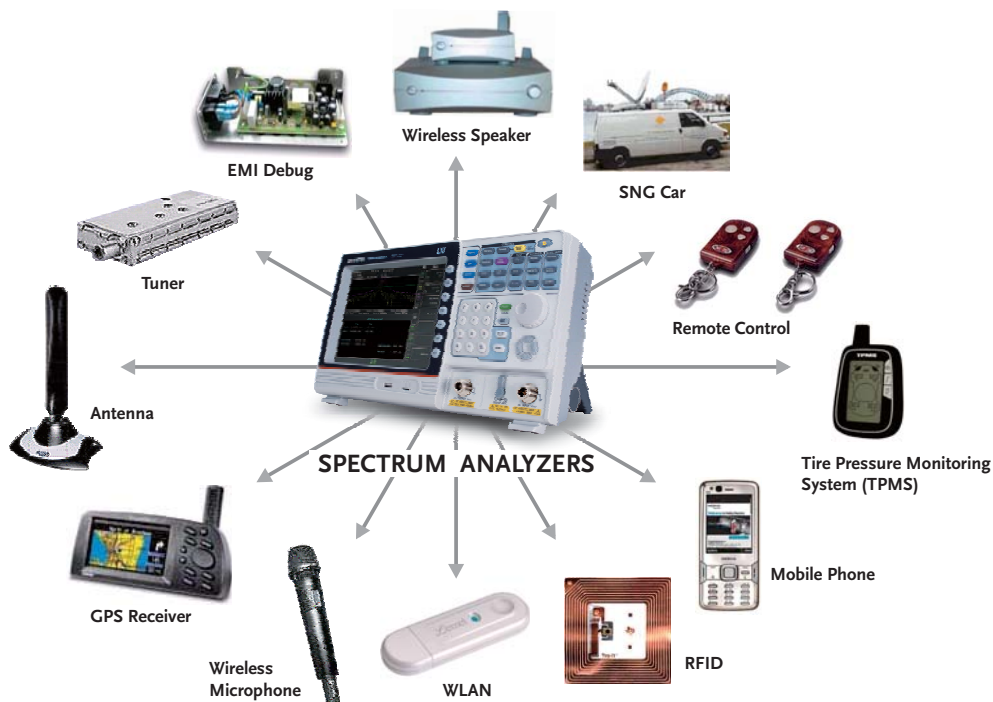 Wireless Speaker
EMI Debug
SNG Car
Tuner
Remote Control
TPMS
Antenna
SPECTRUM ANALYZERS
Tire Pressure Monitoring
System (TPMS)
Mobile Phone
GPS Receiver
RFID
Wireless
Microphone
WLAN